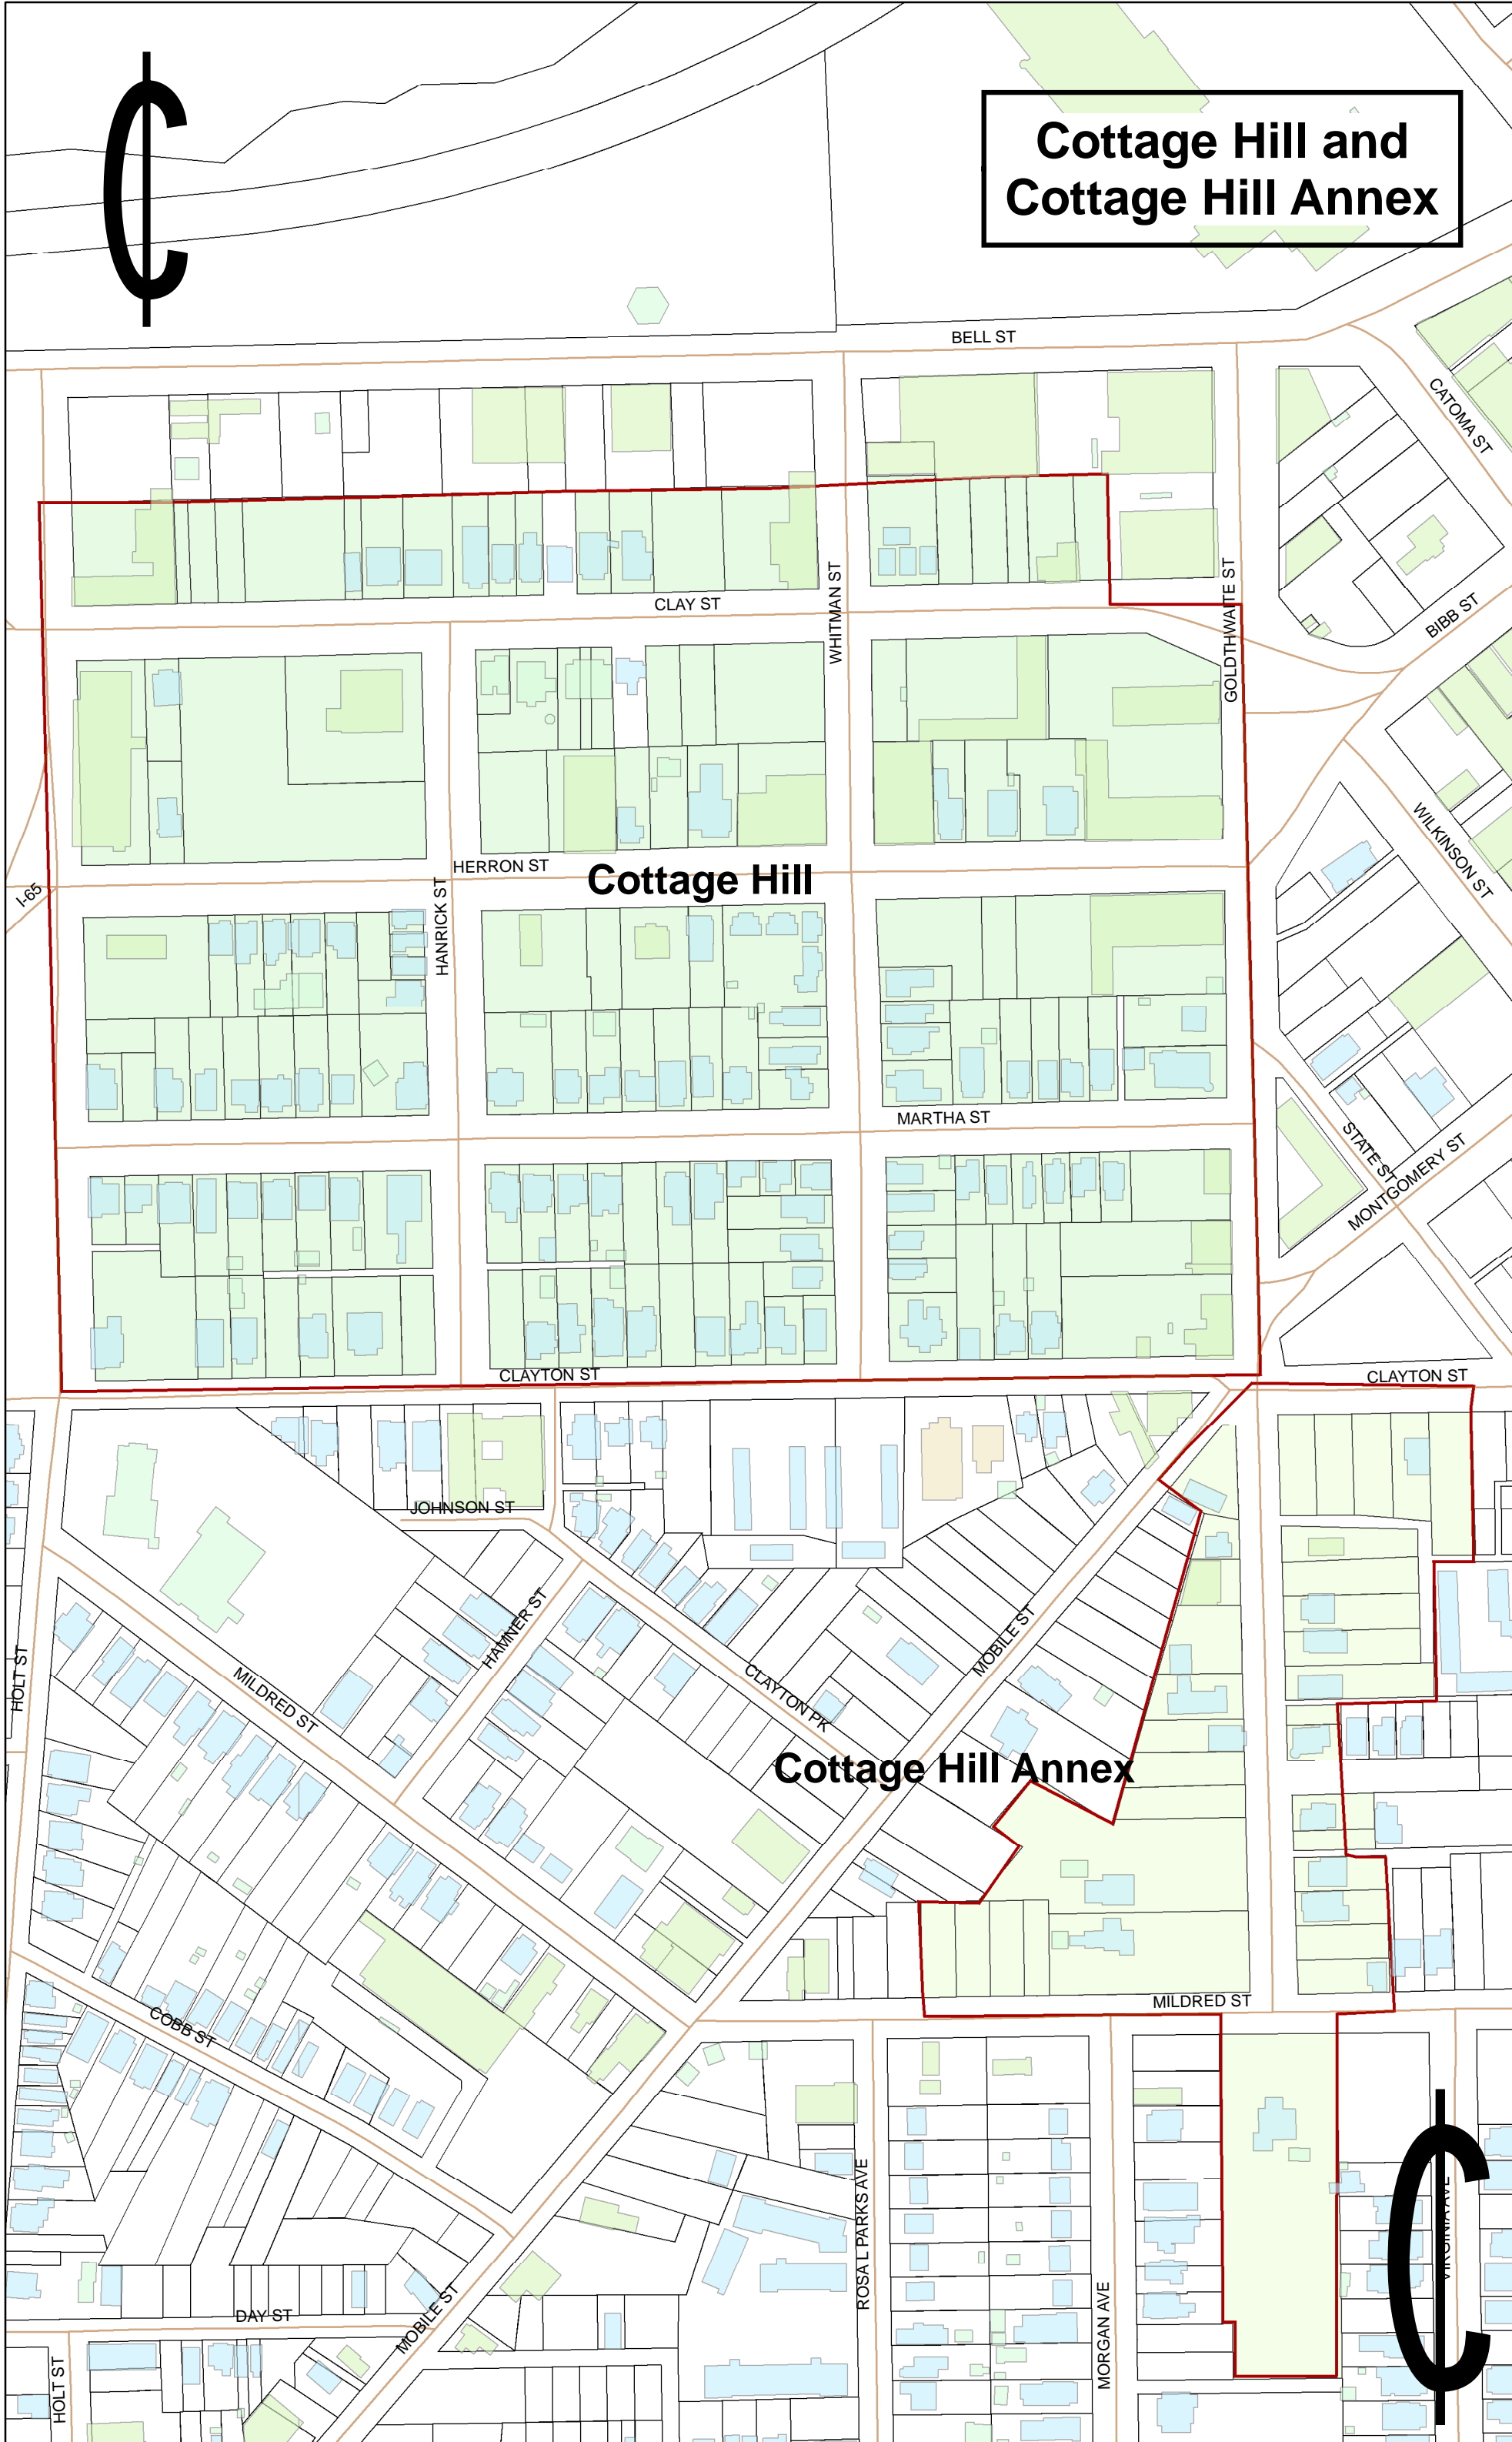 ¢
Cottage Hill and
Cottage Hill Annex
BELL ST
CATOMA ST
CLAY ST
WHITMAN ST
GOLDTHWAITE ST
BIBB ST
WILKINSON ST
I-65
HERRON ST
Cottage Hill
HANRICK ST
MARTHA ST
STATE ST
MONTGOMERY ST
CLAYTON ST
CLAYTON ST
JOHNSON ST
HAMNER ST
MOBILE ST
HOLT ST
MILDRED ST
CLAYTON PK
Cottage Hill Annex
MILDRED ST
COBB ST
ROSA L PARKS AVE
VIRGINIA AVE
¢
MORGAN AVE
DAY ST
MOBILE ST
HOLT ST